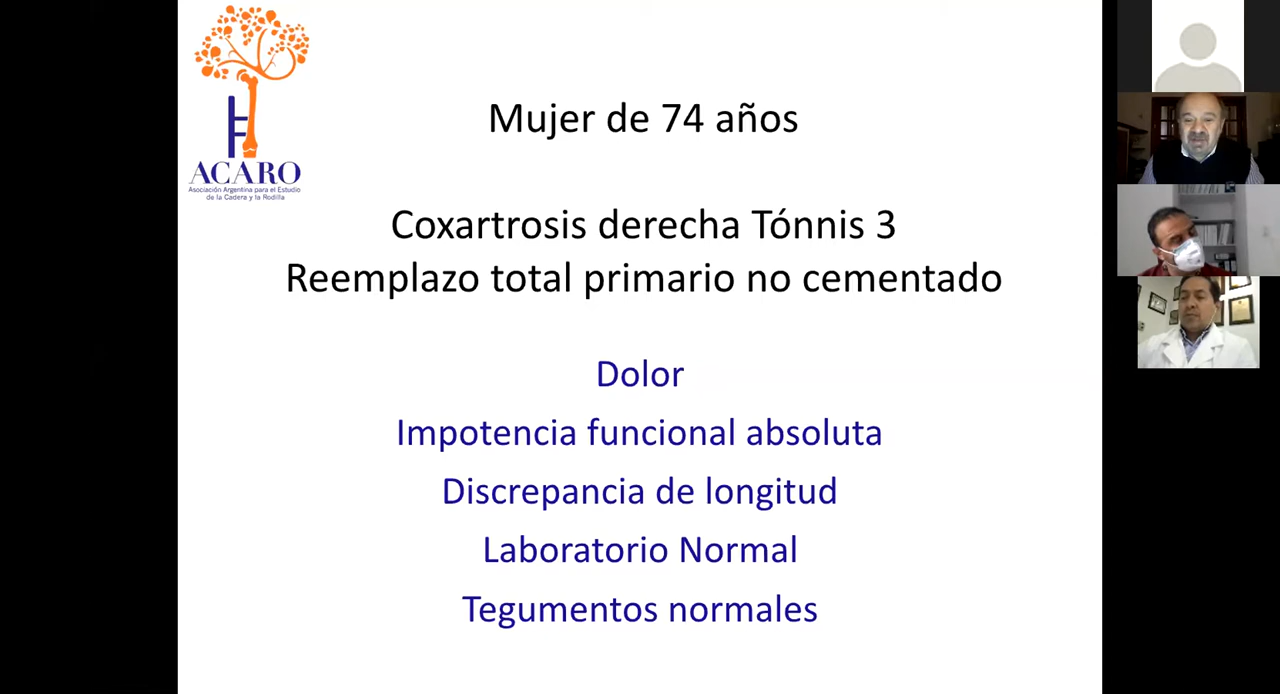 ACARO
Asociación Argentina para el Estudio
de la Cadera y la Rodilla
Mujer de 74 años
Coxartrosis derecha Tónnis 3
Reemplazo total primario no cementado
Dolor
Impotencia funcional absoluta
Discrepancia de longitud
Laboratorio Normal
Tegumentos normales